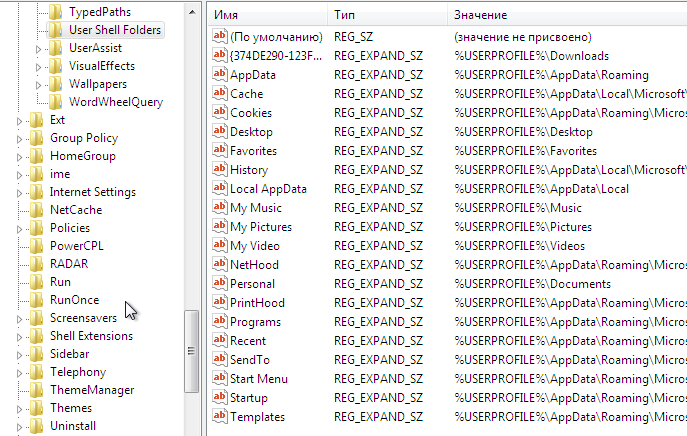 TypedPaths
User Shell Folders
UserAssist
VisualEffects
Wallpapers
WordWheelQuery
Ext
Group Policy
HomeGroup
ime
Internet Settings
NetCache
Policies
PowerCPL
RADAR
Run
RunOnce
Screensavers
Shell Extensions
Sidebar
Telephony
ThemeManager
Themes
Uninstall
Имя Тип Значение
(По умолчанию) REG_SZ (значение не присвоено)
{374DE290-123F... REG_EXPAND_SZ %USERPROFILE%\Downloads
AppData REG_EXPAND_SZ %USERPROFILE%\AppData\Roaming
Cache REG_EXPAND_SZ %USERPROFILE%\AppData\Local\Microsoft\
Cookies REG_EXPAND_SZ %USERPROFILE%\AppData\Roaming\Micros
Desktop REG_EXPAND_SZ %USERPROFILE%\Desktop
Favorites REG_EXPAND_SZ %USERPROFILE%\Favorites
History REG_EXPAND_SZ %USERPROFILE%\AppData\Local\Microsoft\
Local AppData REG_EXPAND_SZ %USERPROFILE%\AppData\Local
My Music REG_EXPAND_SZ %USERPROFILE%\Music
My Pictures REG_EXPAND_SZ %USERPROFILE%\Pictures
My Video REG_EXPAND_SZ %USERPROFILE%\Videos
NetHood REG_EXPAND_SZ %USERPROFILE%\AppData\Roaming\Micros
Personal REG_EXPAND_SZ %USERPROFILE%\Documents
PrintHood REG_EXPAND_SZ %USERPROFILE%\AppData\Roaming\Micros
Programs REG_EXPAND_SZ %USERPROFILE%\AppData\Roaming\Micros
Recent REG_EXPAND_SZ %USERPROFILE%\AppData\Roaming\Micros
SendTo REG_EXPAND_SZ %USERPROFILE%\AppData\Roaming\Micros
Start Menu REG_EXPAND_SZ %USERPROFILE%\AppData\Roaming\Micros
Startup REG_EXPAND_SZ %USERPROFILE%\AppData\Roaming\Micros
Templates REG_EXPAND_SZ %USERPROFILE%\AppData\Roaming\Micros